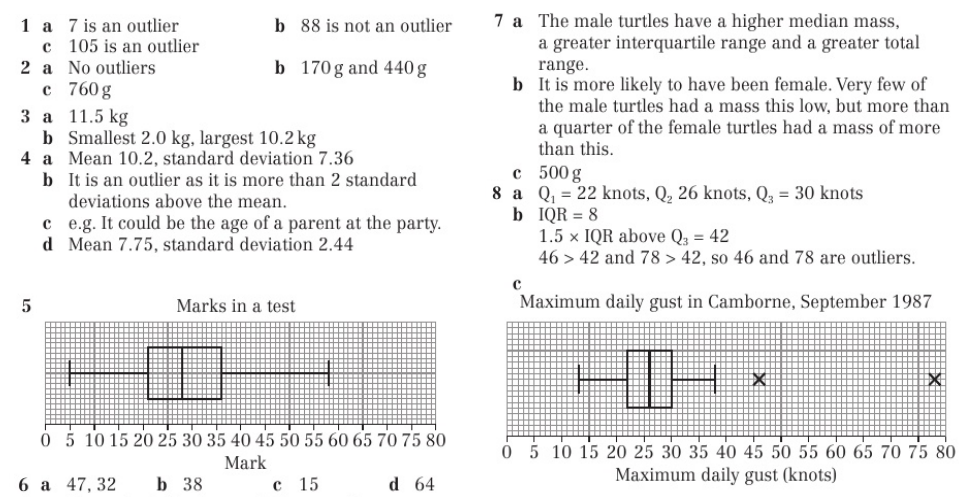 1 a 7 is an outlier b 88 is not an outlier
c 105 is an outlier
2 a No outliers b 170 g and 440 g
c 760 g
3 a 11.5 kg
b Smallest 2.0 kg, largest 10.2 kg
4 a Mean 10.2, standard deviation 7.36
b It is an outlier as it is more than 2 standard
deviations above the mean.
c e.g. It could be the age of a parent at the party.
d Mean 7.75, standard deviation 2.44
5 Marks in a test
0 5 10 15 20 25 30 35 40 45 50 55 60 65 70 75 80
Mark
6 a 47, 32 b 38 c 15 d 64
7 a The male turtles have a higher median mass,
a greater interquartile range and a greater total
range.
b It is more likely to have been female. Very few of
the male turtles had a mass this low, but more than
a quarter of the female turtles had a mass of more
than this.
c 500 g
8 a Q₁ = 22 knots, Q₂ 26 knots, Q₃ = 30 knots
b IQR = 8
1.5 × IQR above Q₃ = 42
46 > 42 and 78 > 42, so 46 and 78 are outliers.
c
Maximum daily gust in Camborne, September 1987
0 5 10 15 20 25 30 35 40 45 50 55 60 65 70 75 80
Maximum daily gust (knots)